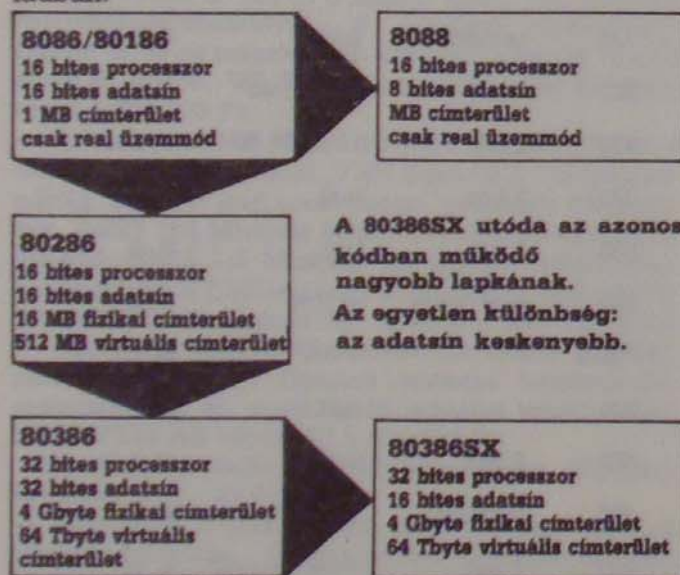 8086/80186
16 bites processzor
16 bites adatsín
1 MB címterület
csak real üzemmód
8088
16 bites processzor
8 bites adatsín
MB címterület
csak real üzemmód
80286
16 bites processzor
16 bites adatsín
16 MB fizikai címterület
512 MB virtuális címterület
A 80386SX utóda az azonos
kódban működő
nagyobb lapkának.
Az egyetlen különbség:
az adatsín keskenyebb.
80386
32 bites processzor
32 bites adatsín
4 Gbyte fizikai címterület
64 Tbyte virtuális
címterület
80386SX
32 bites processzor
16 bites adatsín
4 Gbyte fizikai címterület
64 Tbyte virtuális címterület